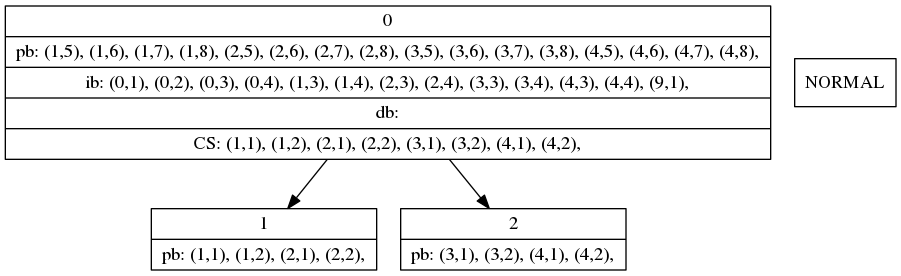 0
pb: (1,5), (1,6), (1,7), (1,8), (2,5), (2,6), (2,7), (2,8), (3,5), (3,6), (3,7), (3,8), (4,5), (4,6), (4,7), (4,8),
ib: (0,1), (0,2), (0,3), (0,4), (1,3), (1,4), (2,3), (2,4), (3,3), (3,4), (4,3), (4,4), (9,1),
db:
CS: (1,1), (1,2), (2,1), (2,2), (3,1), (3,2), (4,1), (4,2),
NORMAL
1
pb: (1,1), (1,2), (2,1), (2,2),
2
pb: (3,1), (3,2), (4,1), (4,2),